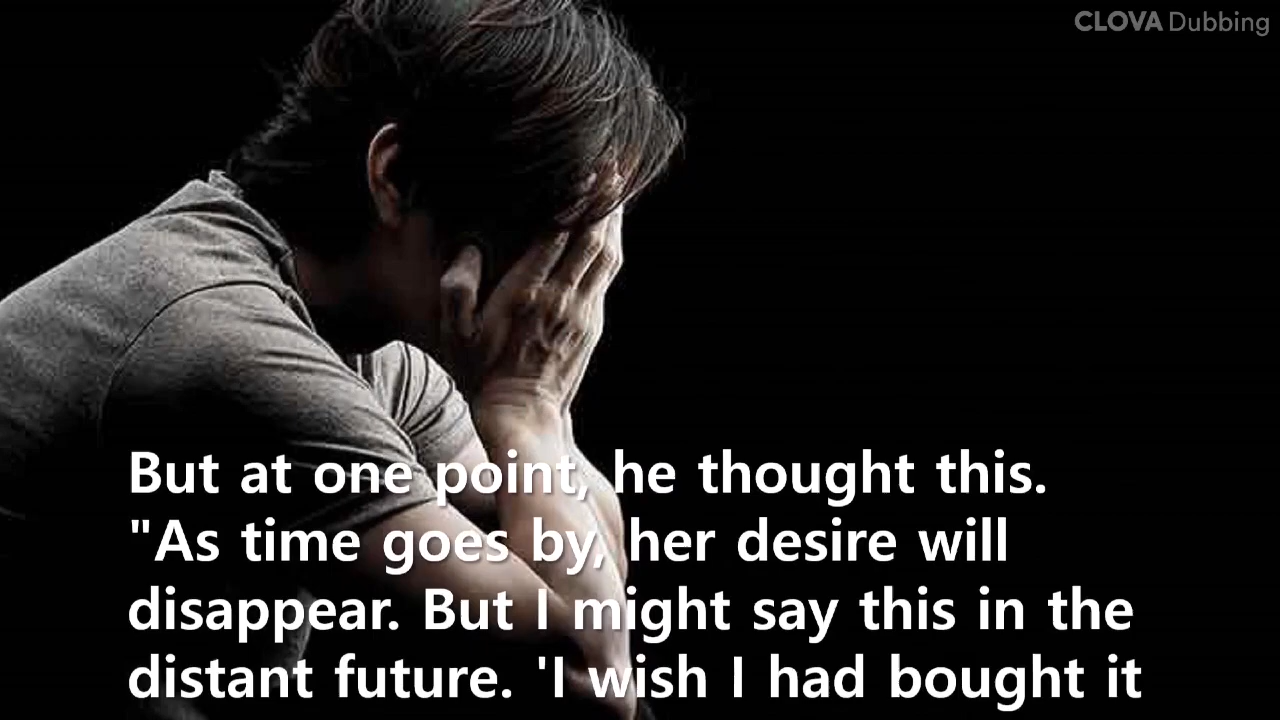 CLOVA Dubbing
But at one point, he thought this.
"As time goes by, her desire will
disappear. But I might say this in the
distant future. 'I wish I had bought it